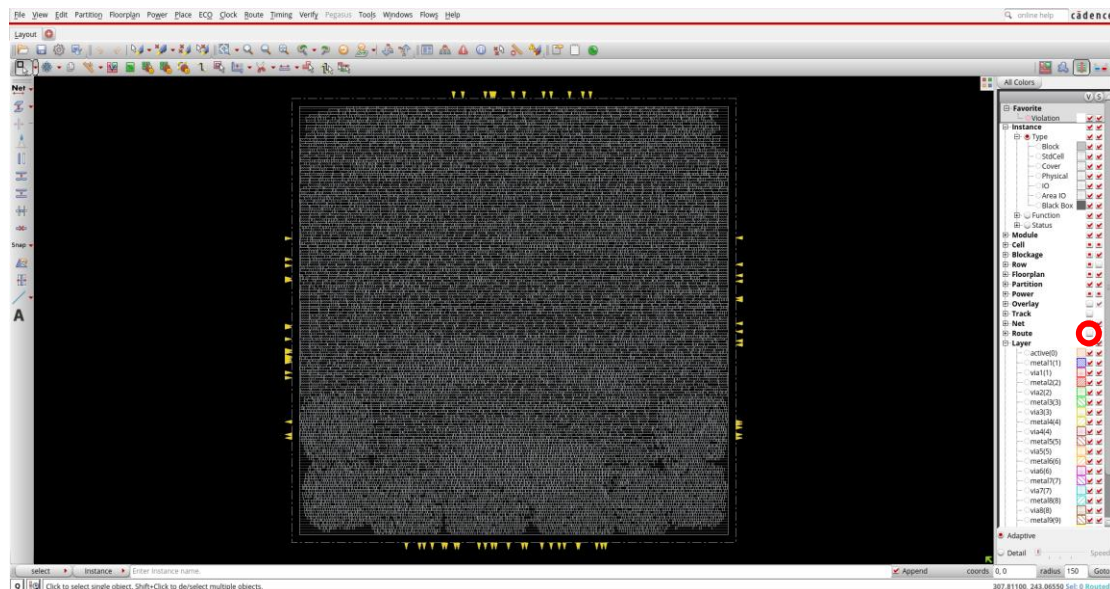 File View Edit Partition Floorplan Power Place ECO Clock Route Timing Verify Pegasus Tools Windows Flows Help
online help cādence
Layout
Net
Snap
A
All Colors
V S
Favorite
Violation
Instance
Type
Block
StdCell
Cover
Physical
IO
Area IO
Black Box
Function
Status
Module
Cell
Blockage
Row
Floorplan
Partition
Power
Overlay
Track
Net
Route
Layer
active(0)
metal1(1)
via1(1)
metal2(2)
via2(2)
metal3(3)
via3(3)
metal4(4)
via4(4)
metal5(5)
via5(5)
metal6(6)
via6(6)
metal7(7)
via7(7)
metal8(8)
via8(8)
metal9(9)
Adaptive
Detail Speed
select Instance Enter Instance name. Append coords 0, 0 radius 150 Goto
Q Click to select single object. Shift+Click to de/select multiple objects. 307.81100, 243.06550 Sel: 0 Routed